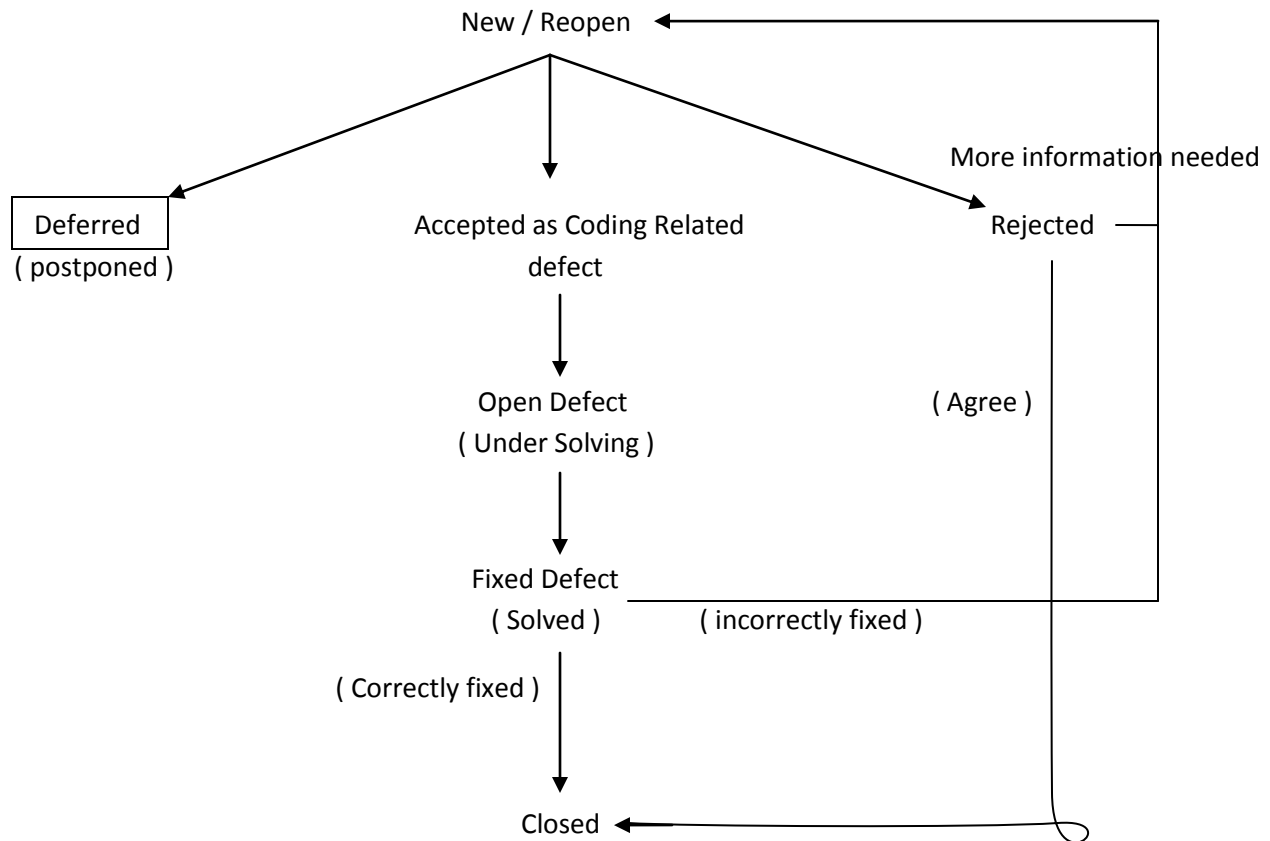 New / Reopen
More information needed
Deferred
( postponed )
Accepted as Coding Related
defect
Rejected
Open Defect
( Under Solving )
( Agree )
Fixed Defect
( Solved )
( incorrectly fixed )
( Correctly fixed )
Closed